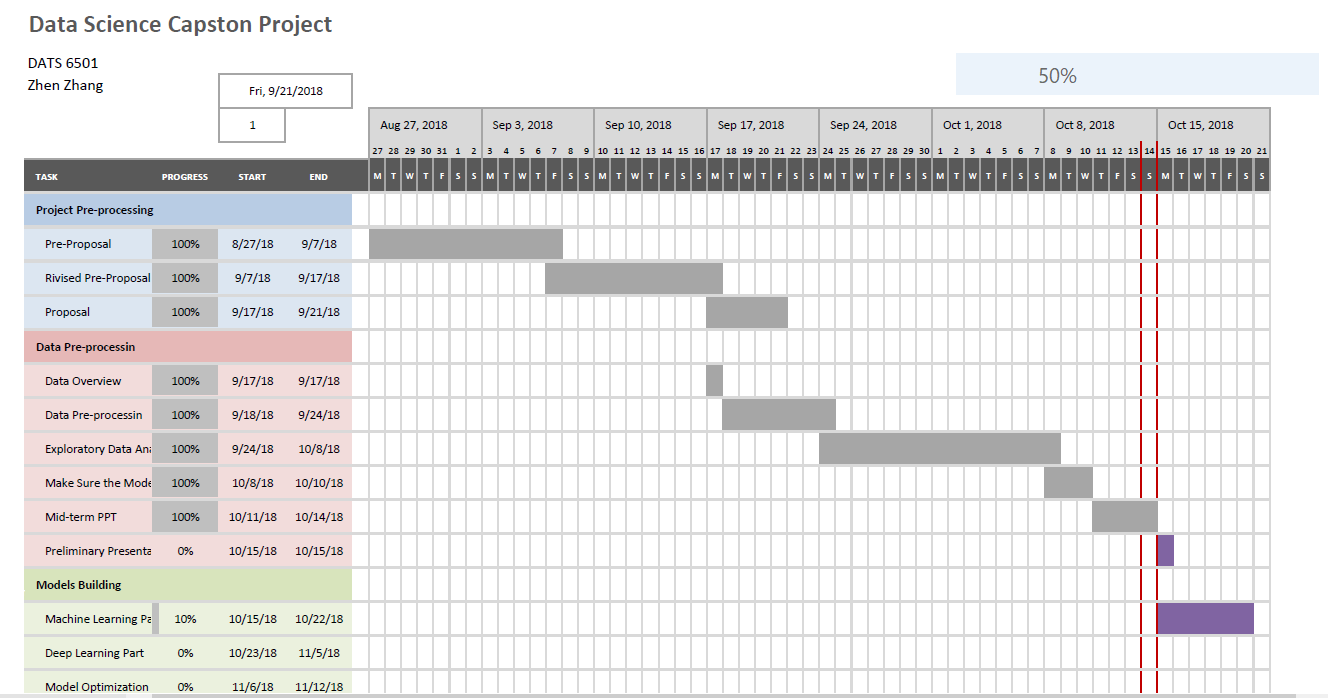 Data Science Capston Project
DATS 6501
Zhen Zhang
50%
Fri, 9/21/2018
1
Aug 27, 2018 Sep 3, 2018 Sep 10, 2018 Sep 17, 2018 Sep 24, 2018 Oct 1, 2018 Oct 8, 2018 Oct 15, 2018
27 28 29 30 31 1 2 3 4 5 6 7 8 9 10 11 12 13 14 15 16 17 18 19 20 21 22 23 24 25 26 27 28 29 30 1 2 3 4 5 6 7 8 9 10 11 12 13 14 15 16 17 18 19 20 21
TASK PROGRESS START END M T W T F S S M T W T F S S M T W T F S S M T W T F S S M T W T F S S M T W T F S S M T W T F S S M T W T F S S
Project Pre-processing
Pre-Proposal 100% 8/27/18 9/7/18
Rivised Pre-Proposal 100% 9/7/18 9/17/18
Proposal 100% 9/17/18 9/21/18
Data Pre-processin
Data Overview 100% 9/17/18 9/17/18
Data Pre-processin 100% 9/18/18 9/24/18
Exploratory Data Ana 100% 9/24/18 10/8/18
Make Sure the Mode 100% 10/8/18 10/10/18
Mid-term PPT 100% 10/11/18 10/14/18
Preliminary Presenta 0% 10/15/18 10/15/18
Models Building
Machine Learning Pa 10% 10/15/18 10/22/18
Deep Learning Part 0% 10/23/18 11/5/18
Model Optimization 0% 11/6/18 11/12/18